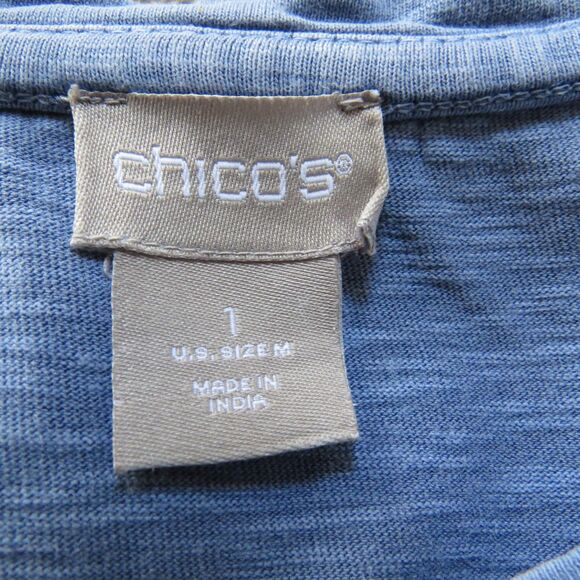 chico's®
1
U.S. SIZE M
MADE IN
INDIA